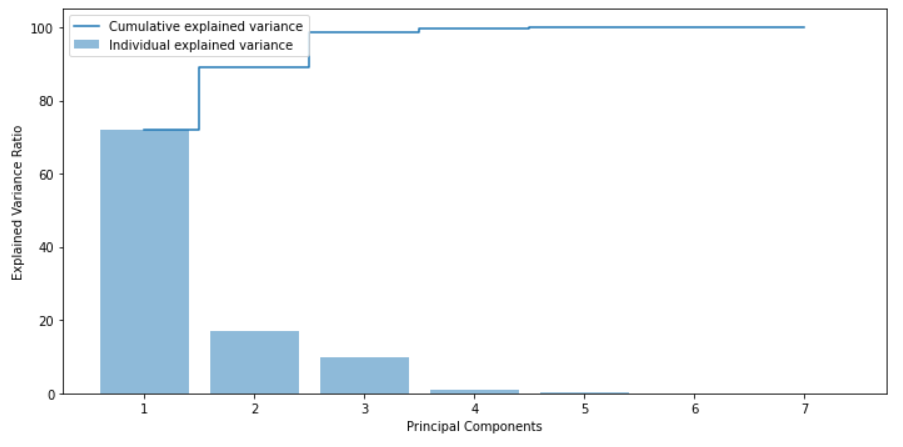 100
80
60
40
20
0
Explained Variance Ratio
Cumulative explained variance
Individual explained variance
1 2 3 4 5 6 7
Principal Components